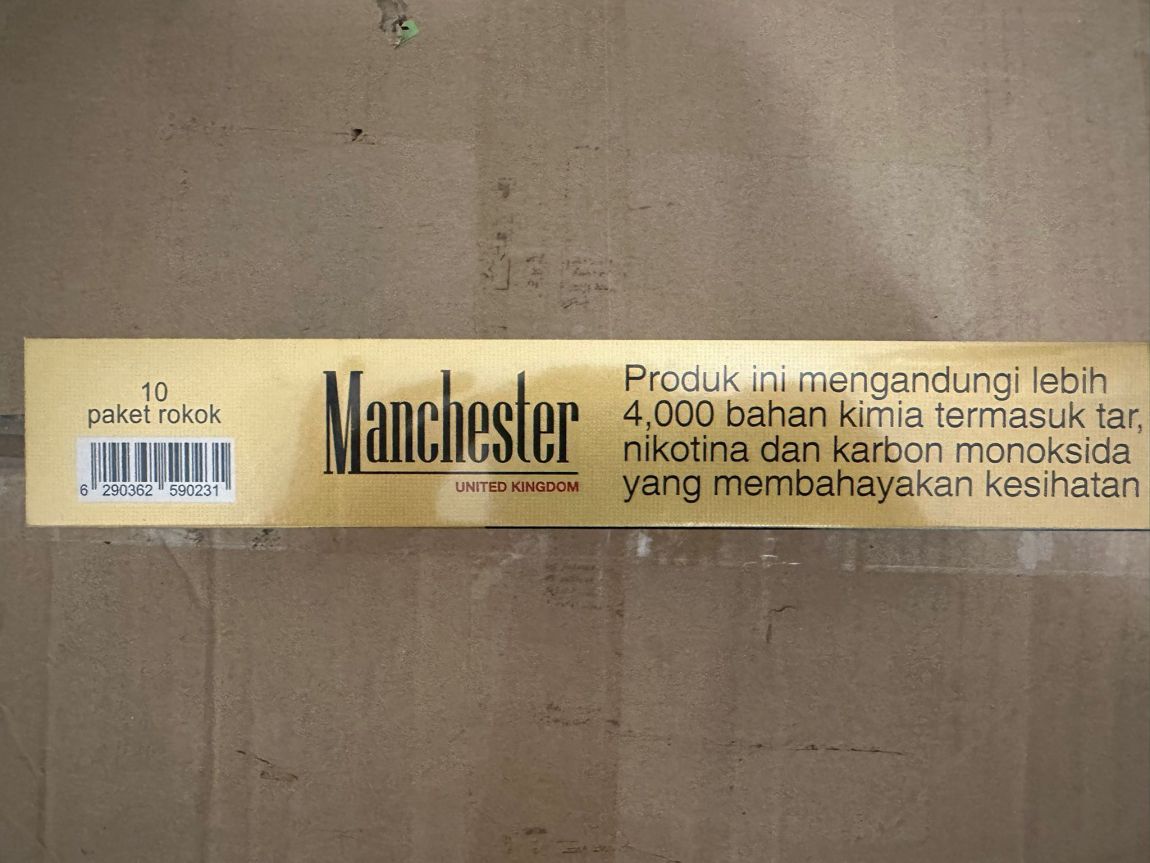 10
paket rokok
6 290362 590231
Manchester
UNITED KINGDOM
Produk ini mengandungi lebih
4,000 bahan kimia termasuk tar,
nikotina dan karbon monoksida
yang membahayakan kesihatan